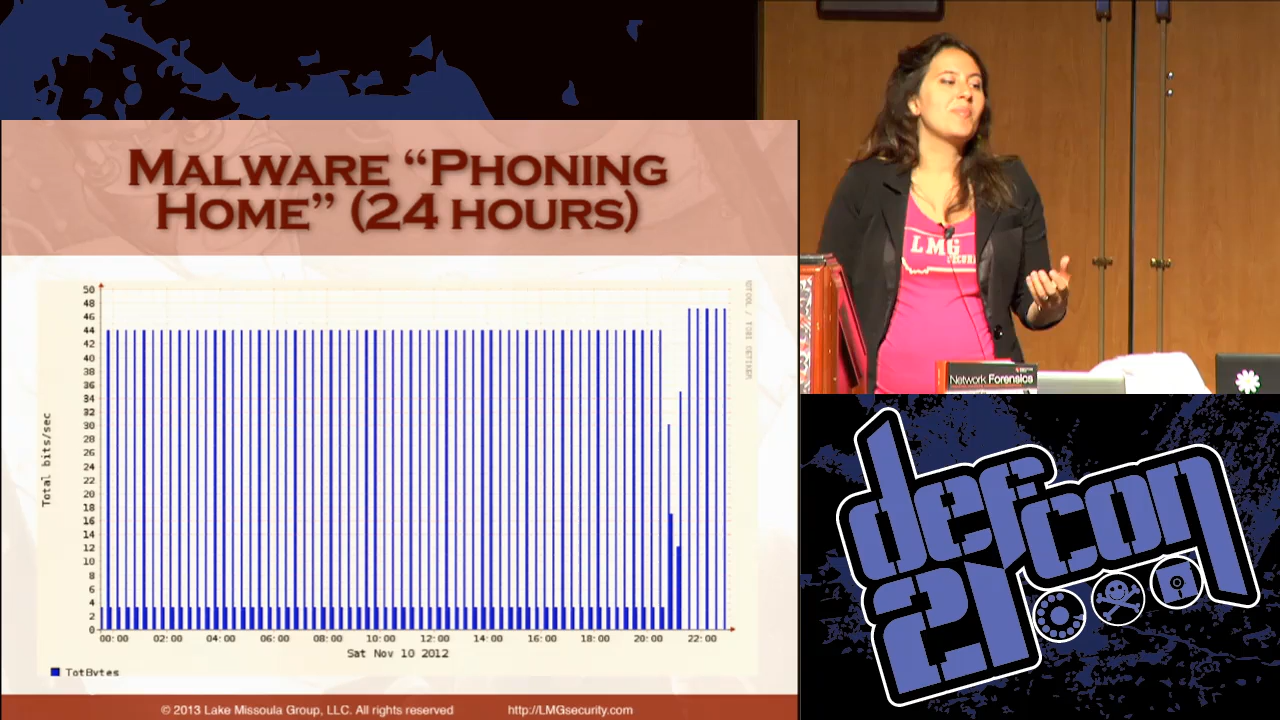 MALWARE “PHONING
HOME” (24 HOURS)
50
48
46
44
42
40
38
36
34
32
30
28
26
24
22
20
18
16
14
12
10
8
6
4
2
0
Total bits/sec
00:00 02:00 04:00 06:00 08:00 10:00 12:00 14:00 16:00 18:00 20:00 22:00
Sat Nov 10 2012
TotBytes
RRDTOOL / TOBI OETIKER
© 2013 Lake Missoula Group, LLC. All rights reserved http://LMGsecurity.com
LMG
Network Forensics
defcon
21